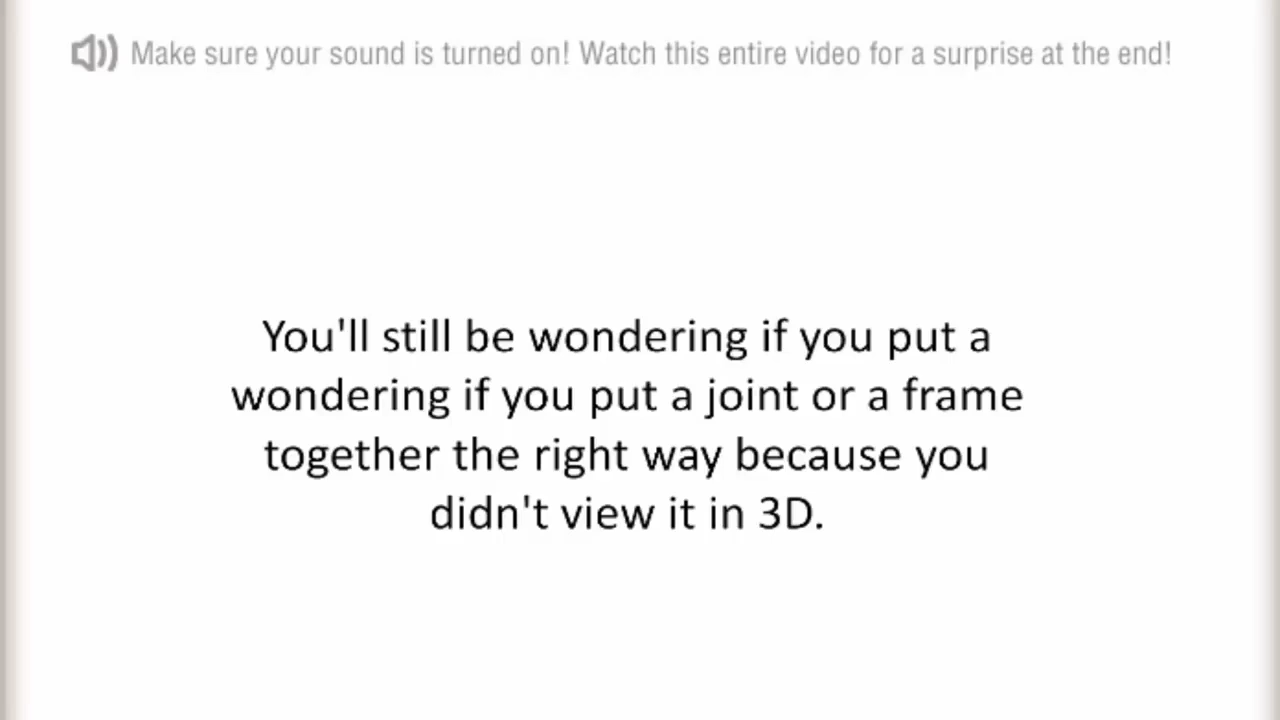 Make sure your sound is turned on! Watch this entire video for a surprise at the end!
You'll still be wondering if you put a
wondering if you put a joint or a frame
together the right way because you
didn't view it in 3D.